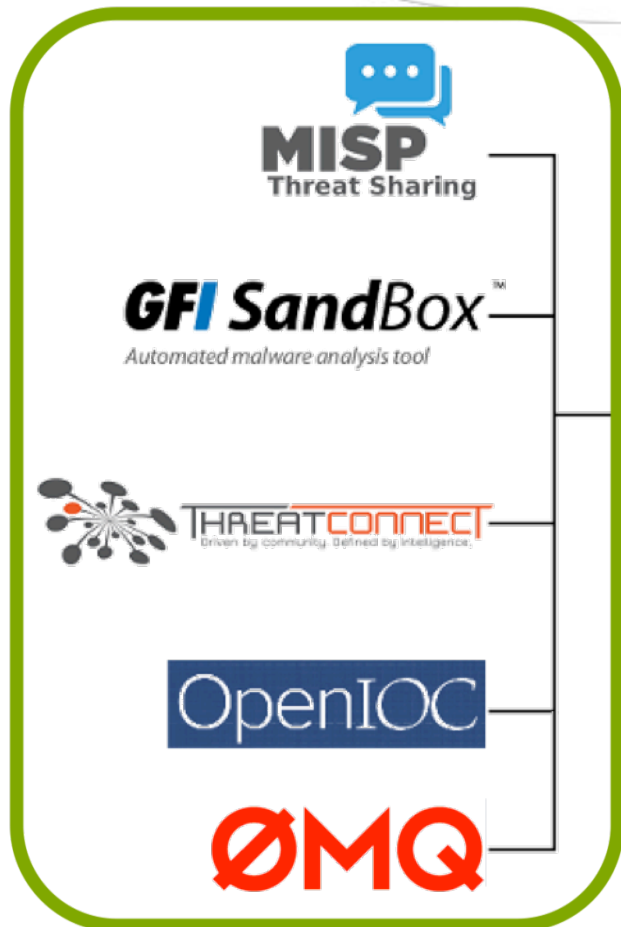 MISP
Threat Sharing
GFI SandBox™
Automated malware analysis tool
THREATCONNECT
Driven by community. Defined by intelligence.
OpenIOC
ØMQ